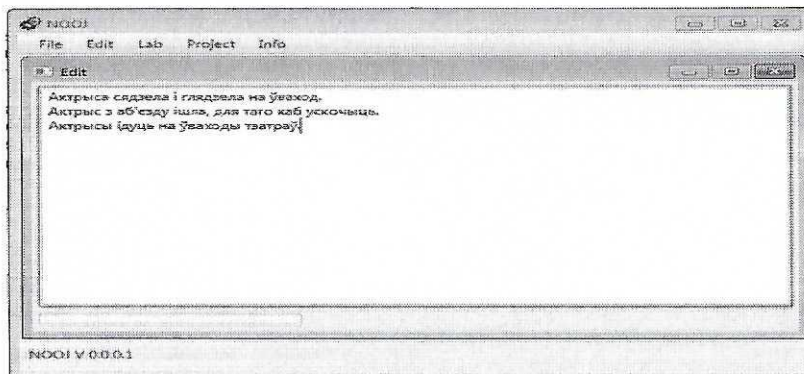 NOOJ
File Edit Lab Project Info
Edit
Актрыса сядзела і глядзела на ўваход.
Актрыс з аб'езду ішла, для таго каб ускочыць.
Актрысы ідуць на ўваходы тэатраў.
NOOJ V 0.0.0.1